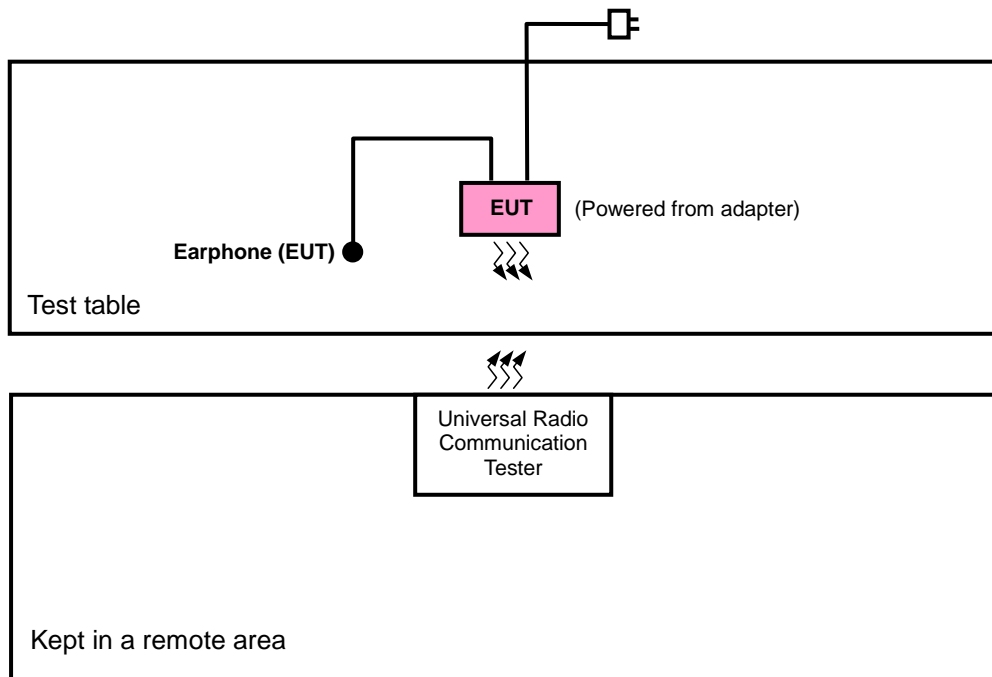 EUT
(Powered from adapter)
Earphone (EUT)
Test table
Universal Radio
Communication
Tester
Kept in a remote area